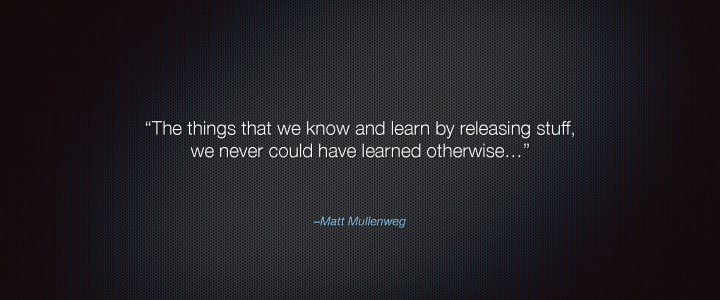 “The things that we know and learn by releasing stuff,
we never could have learned otherwise…”
–Matt Mullenweg